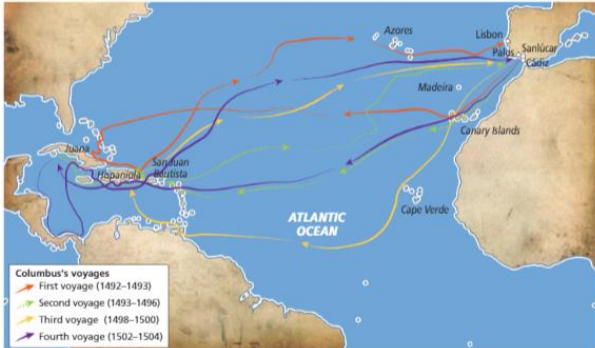 Azores
Lisbon
Palos
Sanlúcar
Cádiz
Madeira
Canary Islands
Juana
San Juan
Bautista
Hispaniola
Cape Verde
ATLANTIC
OCEAN
Columbus's voyages
First voyage (1492–1493)
Second voyage (1493–1496)
Third voyage (1498–1500)
Fourth voyage (1502–1504)